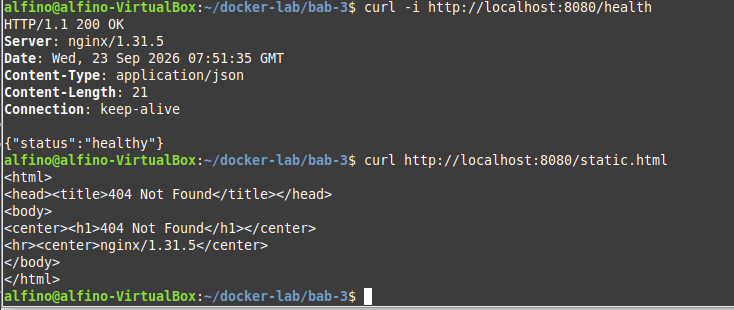 alfino@alfino-VirtualBox:~/docker-lab/bab-3$ curl -i http://localhost:8080/health
HTTP/1.1 200 OK
Server: nginx/1.31.5
Date: Wed, 23 Sep 2026 07:51:35 GMT
Content-Type: application/json
Content-Length: 21
Connection: keep-alive

{"status":"healthy"}
alfino@alfino-VirtualBox:~/docker-lab/bab-3$ curl http://localhost:8080/static.html
<html>
<head><title>404 Not Found</title></head>
<body>
<center><h1>404 Not Found</h1></center>
<hr><center>nginx/1.31.5</center>
</body>
</html>
alfino@alfino-VirtualBox:~/docker-lab/bab-3$